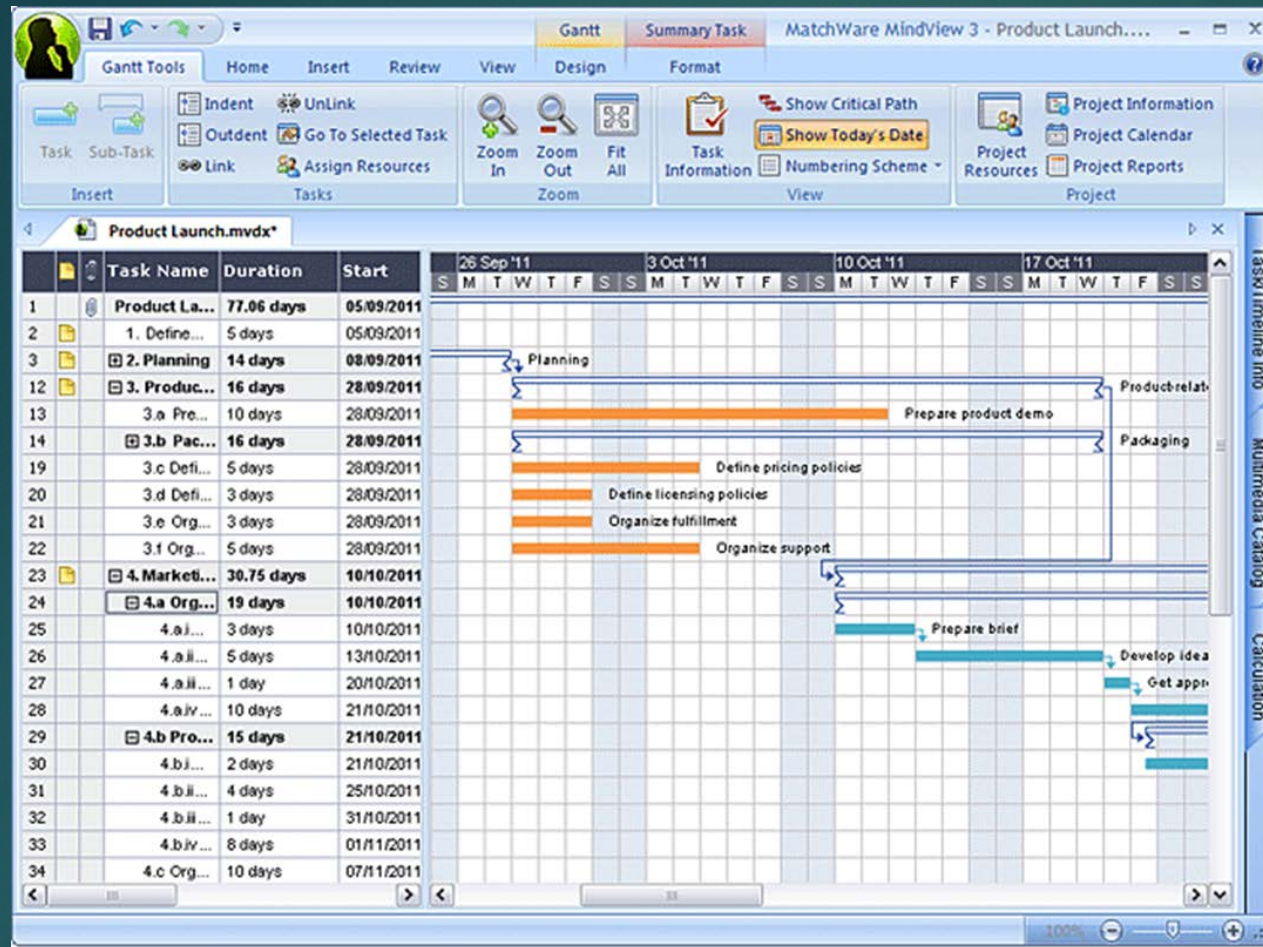 Gantt Summary Task MatchWare MindView 3 - Product Launch....
Gantt Tools Home Insert Review View Design Format
Task
Sub-Task
Insert
Indent UnLink
Outdent Go To Selected Task
Link Assign Resources
Tasks
Zoom In
Zoom Out
Fit All
Zoom
Task Information
Show Critical Path
Show Today's Date
Numbering Scheme
View
Project Resources
Project Information
Project Calendar
Project Reports
Project
Product Launch.mvdx*
Task Name Duration Start 26 Sep '11 3 Oct '11 10 Oct '11 17 Oct '11
S M T W T F S S M T W T F S S M T W T F S S M T W T F S S
1 Product La... 77.06 days 05/09/2011
2 1. Define... 5 days 05/09/2011
3 2. Planning 14 days 08/09/2011 Planning
12 3. Produc... 16 days 28/09/2011 Product-relat
13 3.a Pre... 10 days 28/09/2011 Prepare product demo
14 3.b Pac... 16 days 28/09/2011 Packaging
19 3.c Defi... 5 days 28/09/2011 Define pricing policies
20 3.d Defi... 3 days 28/09/2011 Define licensing policies
21 3.e Org... 3 days 28/09/2011 Organize fulfillment
22 3.f Org... 5 days 28/09/2011 Organize support
23 4. Marketi... 30.75 days 10/10/2011
24 4.a Org... 19 days 10/10/2011
25 4.a.i... 3 days 10/10/2011 Prepare brief
26 4.a.ii... 5 days 13/10/2011 Develop idea
27 4.a.ii... 1 day 20/10/2011 Get appr
28 4.a.iv... 10 days 21/10/2011
29 4.b Pro... 15 days 21/10/2011
30 4.b.i... 2 days 21/10/2011
31 4.b.ii... 4 days 25/10/2011
32 4.b.ii... 1 day 31/10/2011
33 4.b.iv... 8 days 01/11/2011
34 4.c Org... 10 days 07/11/2011
Task/Timeline Info
Multimedia Catalog
Calculation
100%